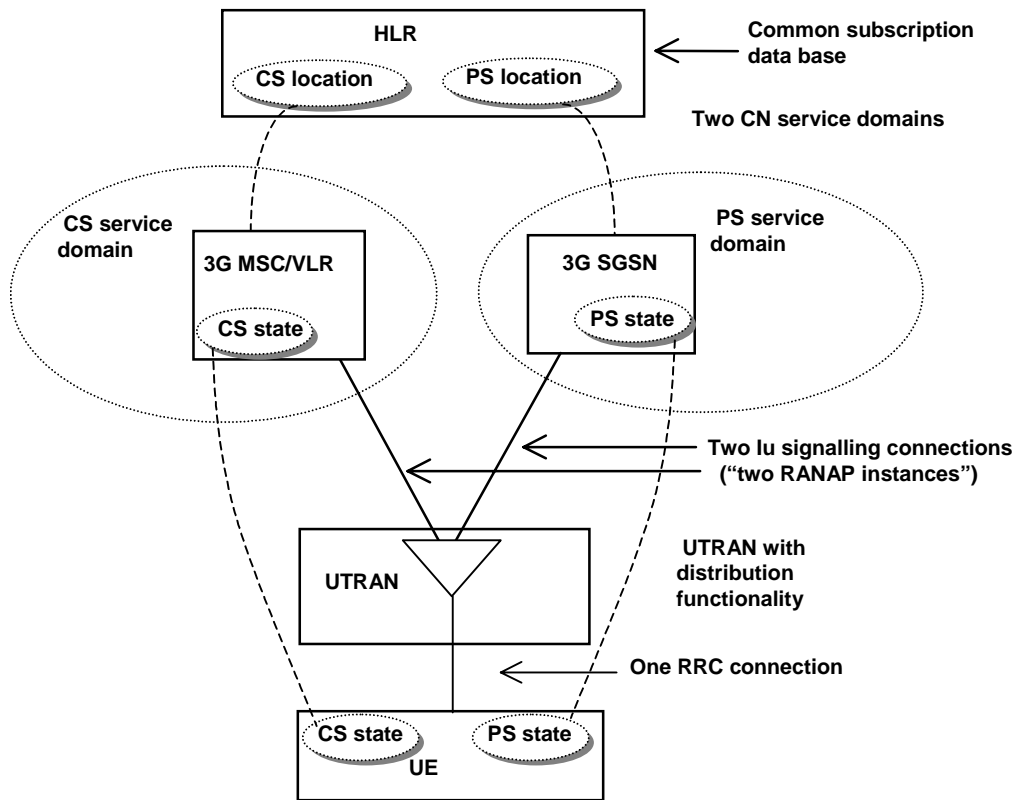 HLR
Common subscription
data base
CS location
PS location
Two CN service domains
CS service
domain
PS service
domain
3G MSC/VLR
3G SGSN
CS state
PS state
Two Iu signalling connections
(“two RANAP instances”)
UTRAN
UTRAN with
distribution
functionality
One RRC connection
CS state
PS state
UE